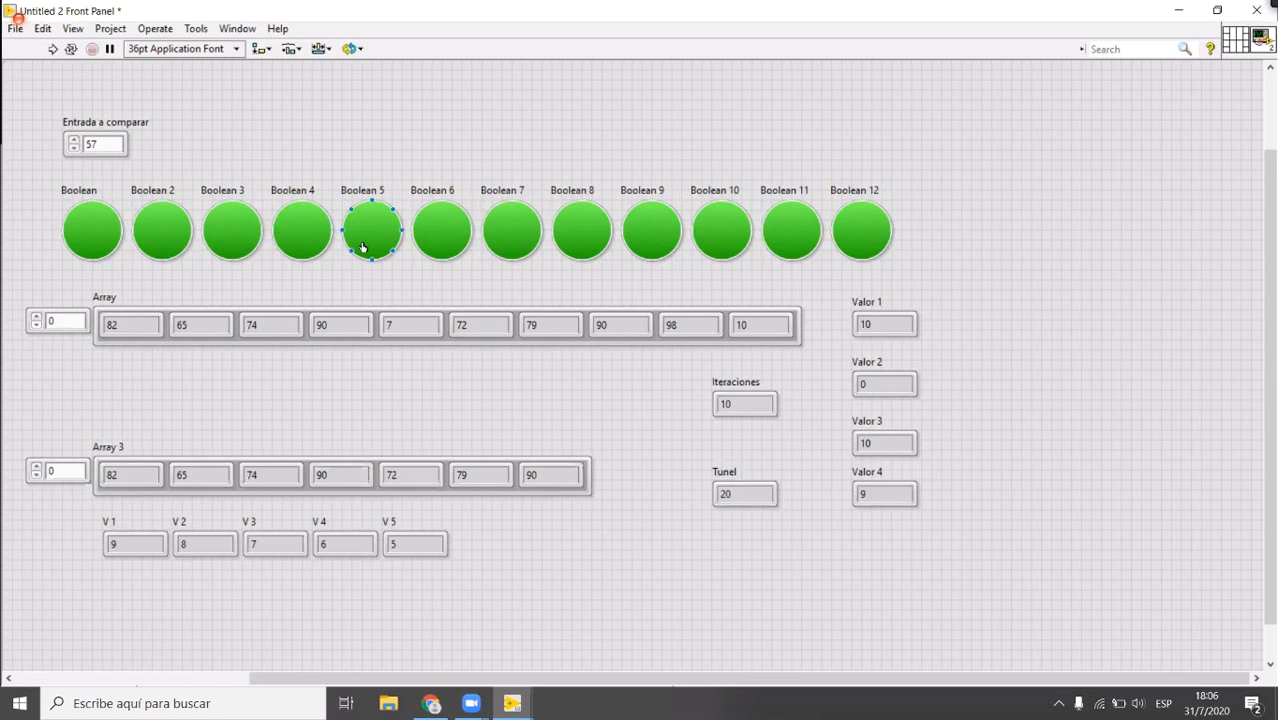 Untitled 2 Front Panel *
File Edit View Project Operate Tools Window Help
36pt Application Font
Search
?
2
Entrada a comparar
57
Boolean Boolean 2 Boolean 3 Boolean 4 Boolean 5 Boolean 6 Boolean 7 Boolean 8 Boolean 9 Boolean 10 Boolean 11 Boolean 12
Array
0 82 65 74 90 7 72 79 90 98 10
Valor 1
10
Valor 2
0
Iteraciones
10
Valor 3
10
Array 3
0 82 65 74 90 72 79 90
Tunel
20
Valor 4
9
V 1 V 2 V 3 V 4 V 5
9 8 7 6 5
Escribe aquí para buscar
ESP
18:06
31/7/2020
2